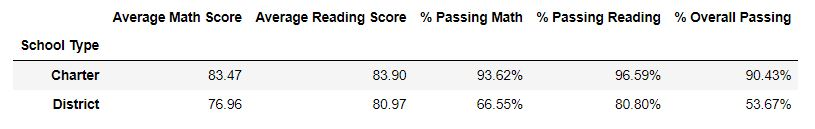 Average Math Score Average Reading Score % Passing Math % Passing Reading % Overall Passing
School Type
Charter 83.47 83.90 93.62% 96.59% 90.43%
District 76.96 80.97 66.55% 80.80% 53.67%